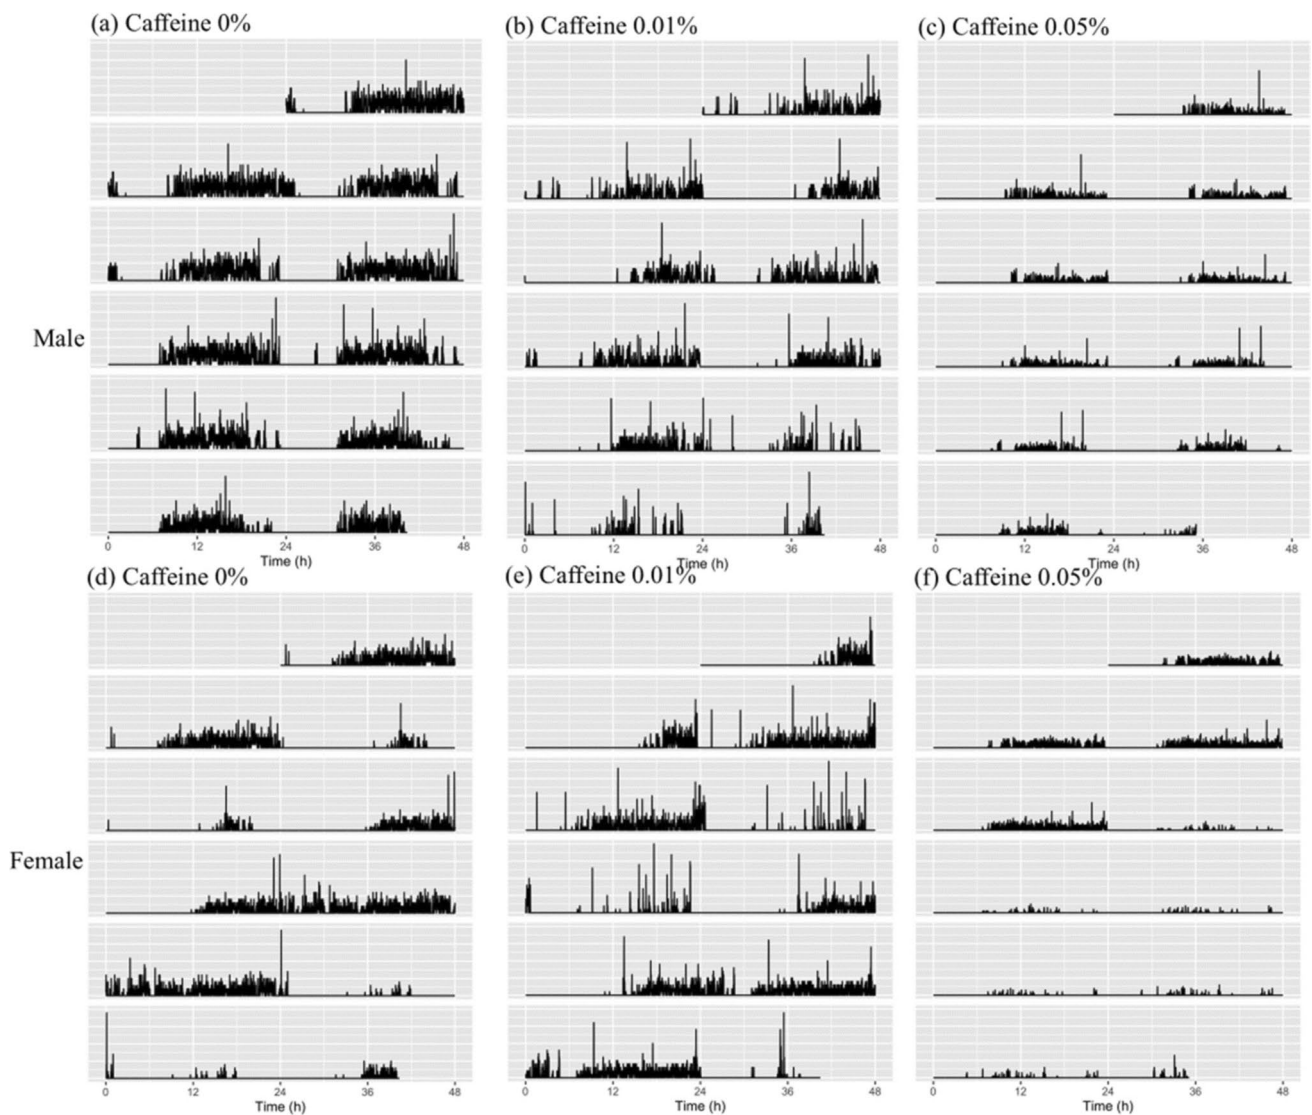 (a) Caffeine 0%
(b) Caffeine 0.01%
(c) Caffeine 0.05%
Male
0 12 24 36 48
Time (h)
0 12 24 36 48
Time (h)
0 12 24 36 48
Time (h)
(d) Caffeine 0%
(e) Caffeine 0.01%
(f) Caffeine 0.05%
Female
0 12 24 36 48
Time (h)
0 12 24 36 48
Time (h)
0 12 24 36 48
Time (h)